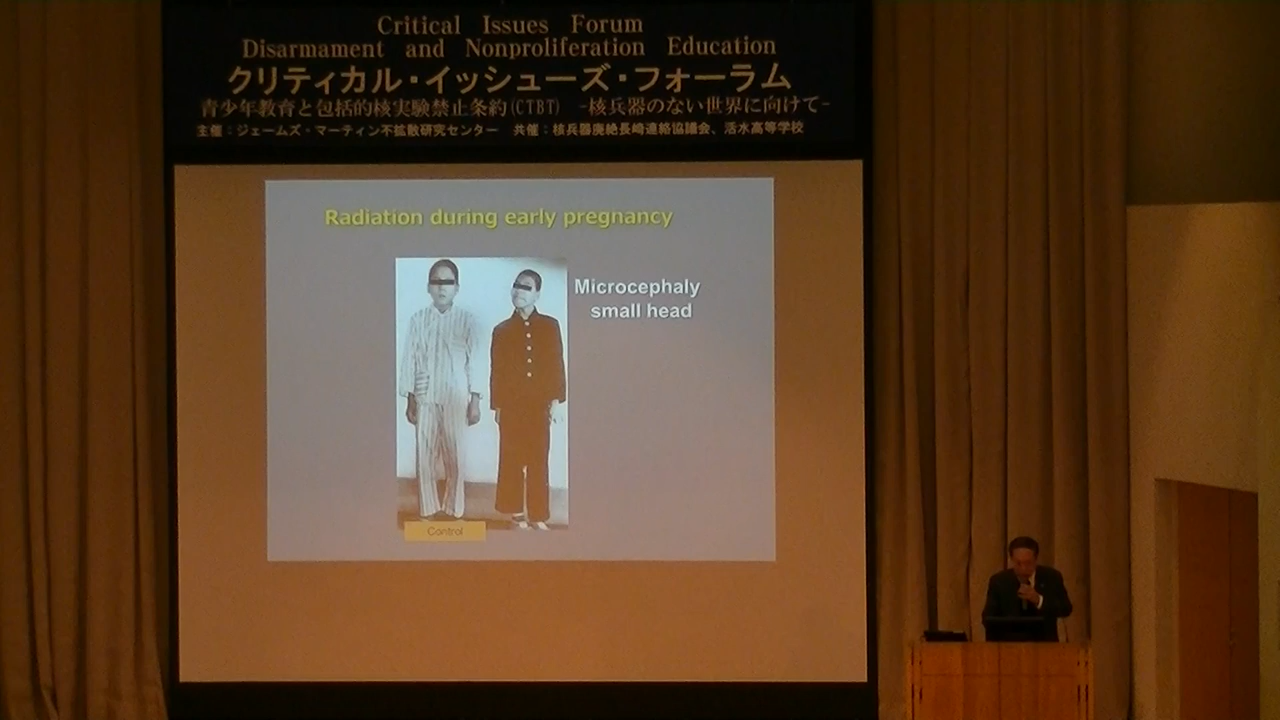 Critical Issues Forum
Disarmament and Nonproliferation Education
クリティカル・イッシューズ・フォーラム
青少年教育と包括的核実験禁止条約(CTBT) -核兵器のない世界に向けて-
主催:ジェームズ・マーティン不拡散研究センター 共催:核兵器廃絶長崎連絡協議会、活水高等学校
Radiation during early pregnancy
Microcephaly
small head
Control